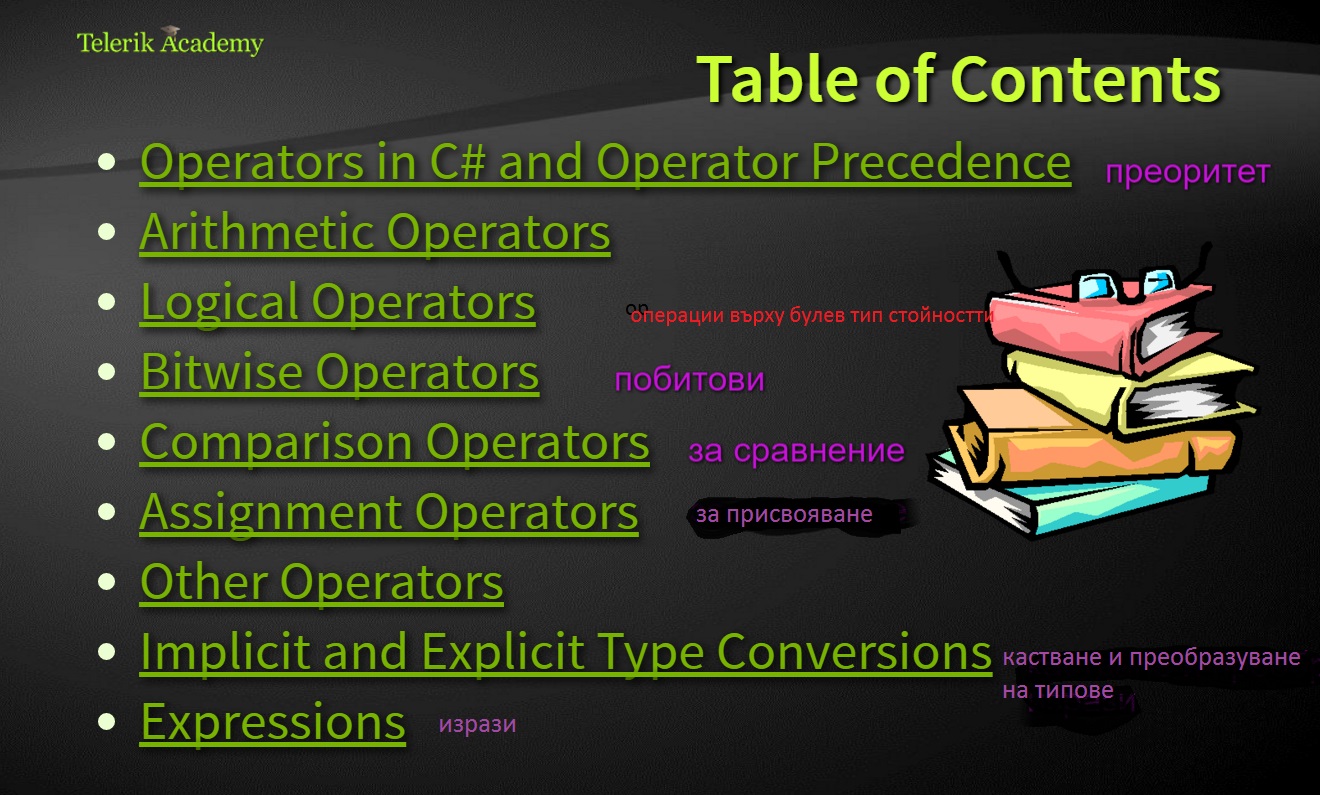 Telerik Academy
Table of Contents
Operators in C# and Operator Precedence преоритет
Arithmetic Operators
Logical Operators оп операции върху булев тип стойностти
Bitwise Operators побитови
Comparison Operators за сравнение
Assignment Operators за присвояване
Other Operators
Implicit and Explicit Type Conversions кастване и преобразуване
на типове
Expressions изрази